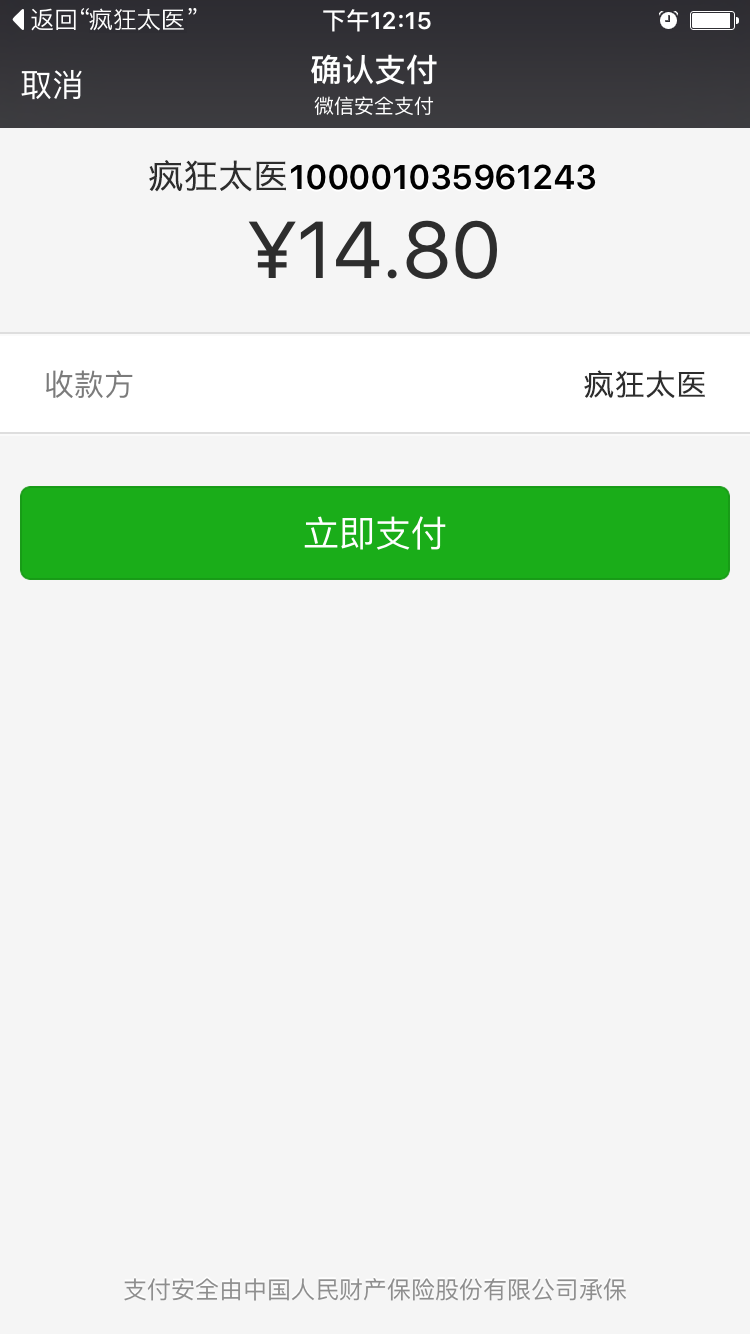 返回“疯狂太医”
下午12:15
取消
确认支付
微信安全支付
疯狂太医100001035961243
¥14.80
收款方
疯狂太医
立即支付
支付安全由中国人民财产保险股份有限公司承保